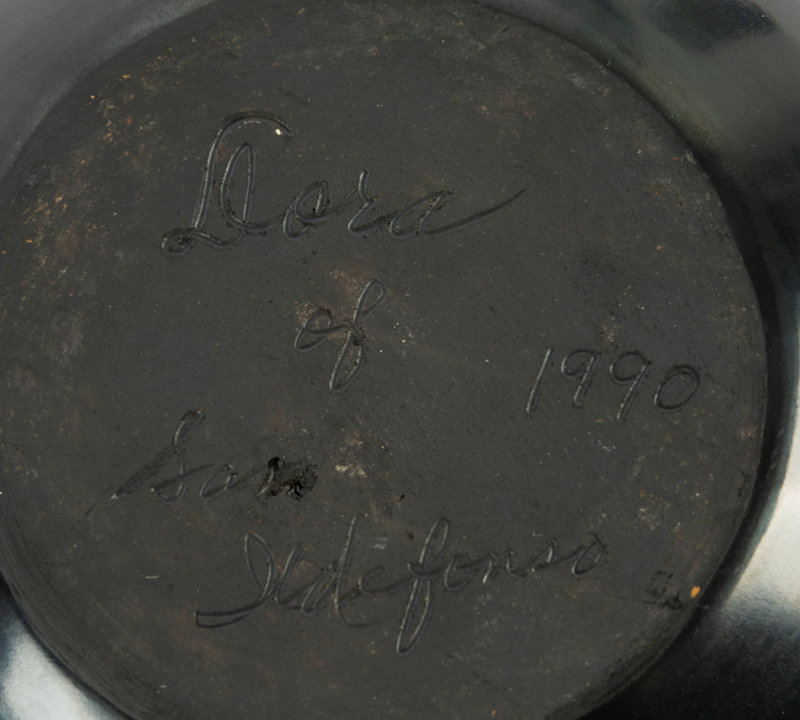 Dora
of
1990
San
Ildefonso